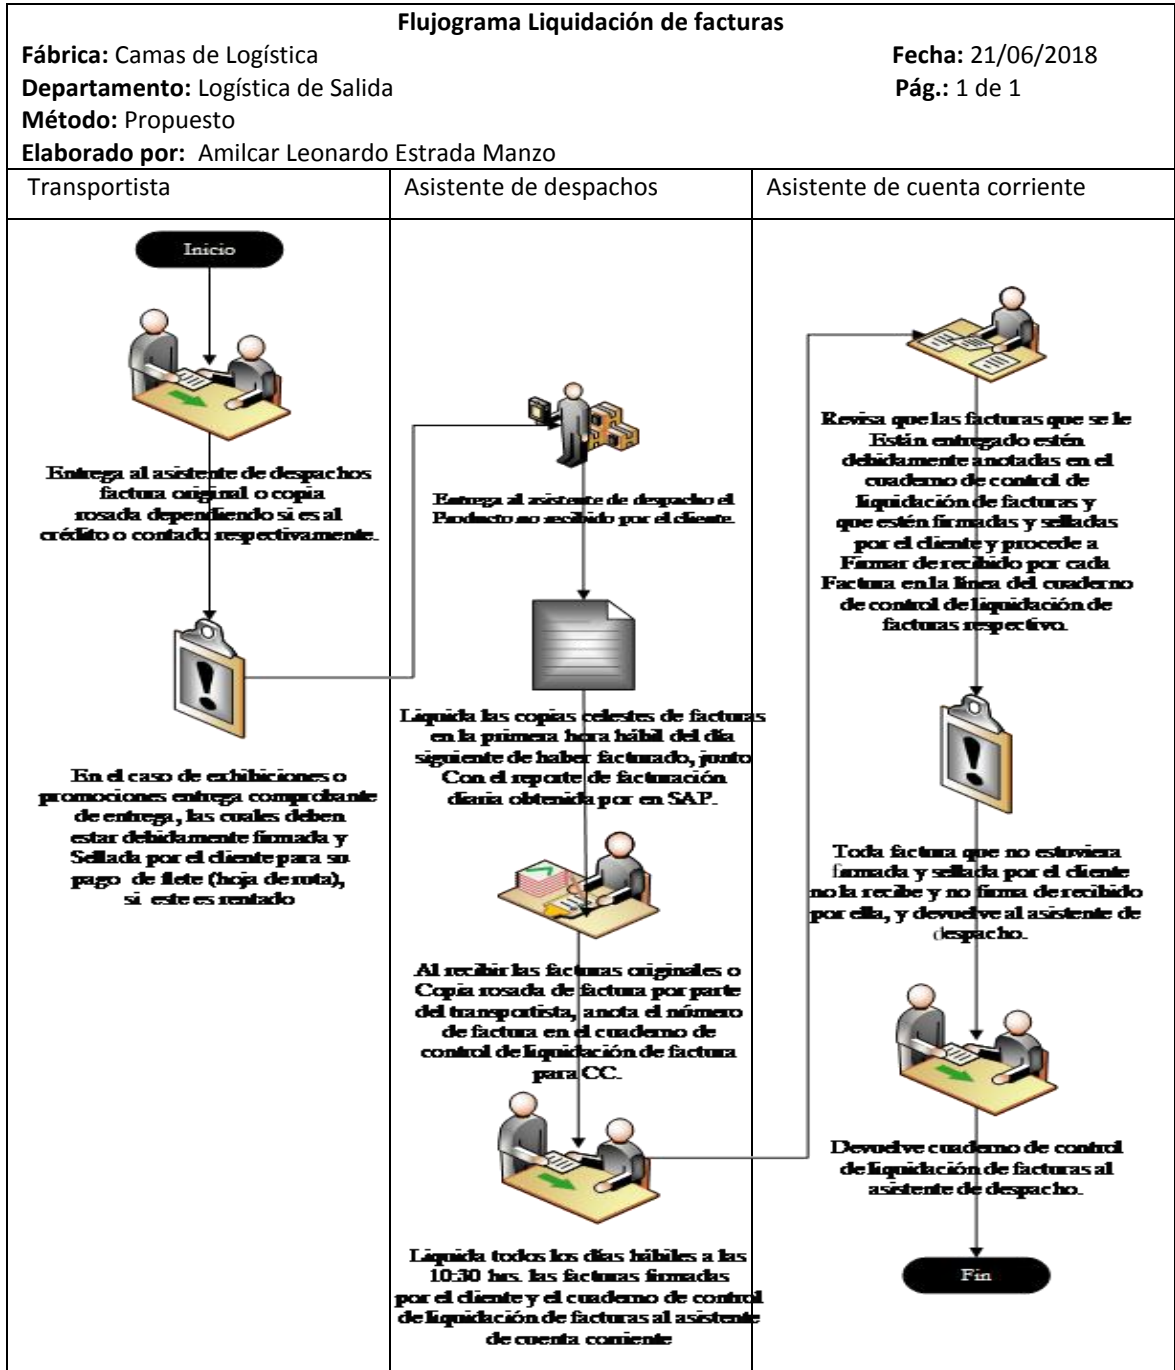 Flujograma Liquidación de facturas
Fábrica: Camas de Logística
Fecha: 21/06/2018
Departamento: Logística de Salida
Pág.: 1 de 1
Método: Propuesto
Elaborado por: Amilcar Leonardo Estrada Manzo
Transportista
Asistente de despachos
Asistente de cuenta corriente
Inicio
Entrega al asistente de despachos
factura original o copia
rosada dependiendo si es al
crédito o contado respectivamente.
En el caso de exhibiciones o
promociones entrega comprobante
de entrega, las cuales deben
estar debidamente firmada y
Sellada por el cliente para su
pago de flete (hoja de ruta),
si este es rentado
Entrega al asistente de despacho el
Producto no recibido por el cliente.
Liquida las copias celestes de facturas
en la primera hora hábil del día
siguiente de haber facturado, junto
Con el reporte de facturación
diaria obtenida por en SAP.
Al recibir las facturas originales o
Copia rosada de factura por parte
del transportista, anota el número
de factura en el cuaderno de
control de liquidación de factura
para CC.
Liquida todos los días hábiles a las
10:30 hrs. las facturas firmadas
por el cliente y el cuaderno de control
de liquidación de facturas al asistente
de cuenta corriente
Revisa que las facturas que se le
Están entregado estén
debidamente anotadas en el
cuaderno de control de
liquidación de facturas y
que estén firmadas y selladas
por el cliente y procede a
Firmar de recibido por cada
Factura en la línea del cuaderno
de control de liquidación de
facturas respectivo.
Toda factura que no estuviera
firmada y sellada por el cliente
no la recibe y no firma de recibido
por ella, y devuelve al asistente de
despacho.
Devuelve cuaderno de control
de liquidación de facturas al
asistente de despacho.
Fin